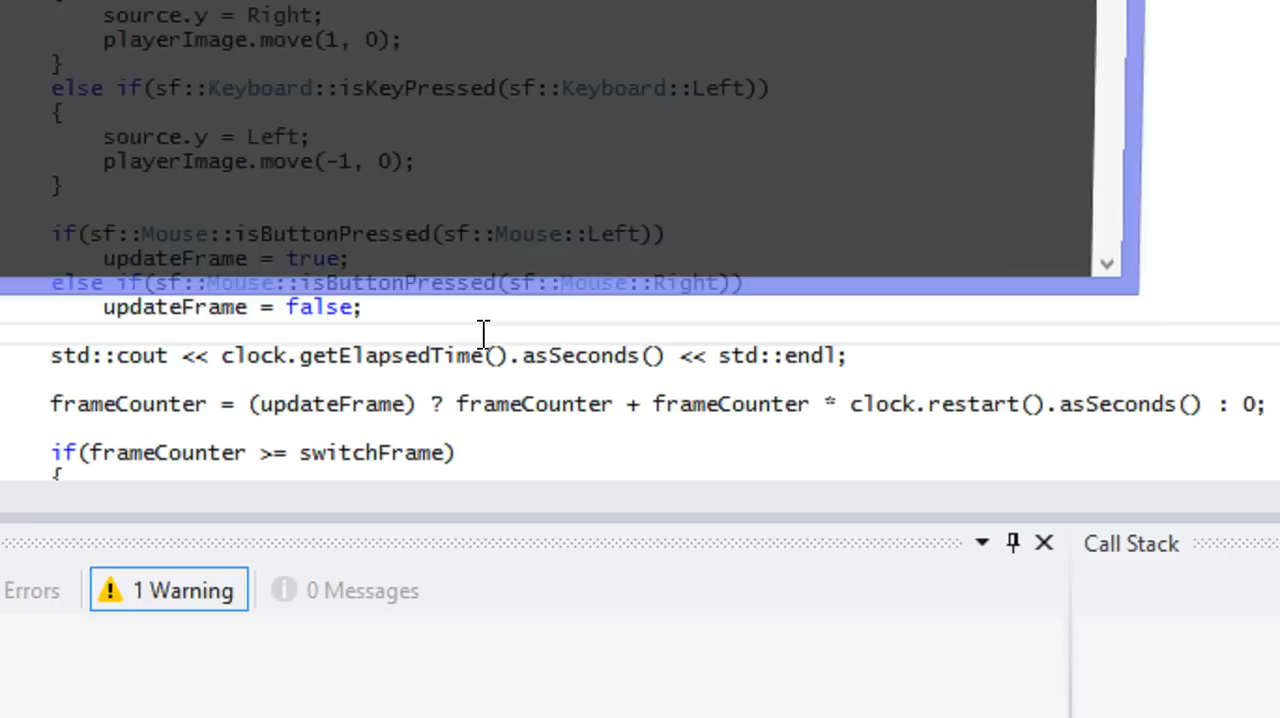 source.y = Right;
playerImage.move(1, 0);
}
else if(sf::Keyboard::isKeyPressed(sf::Keyboard::Left))
{
source.y = Left;
playerImage.move(-1, 0);
}
if(sf::Mouse::isButtonPressed(sf::Mouse::Left))
updateFrame = true;
else if(sf::Mouse::isButtonPressed(sf::Mouse::Right))
updateFrame = false;
std::cout << clock.getElapsedTime().asSeconds() << std::endl;
frameCounter = (updateFrame) ? frameCounter + frameCounter * clock.restart().asSeconds() : 0;
if(frameCounter >= switchFrame)
{
Call Stack
Errors
1 Warning
0 Messages